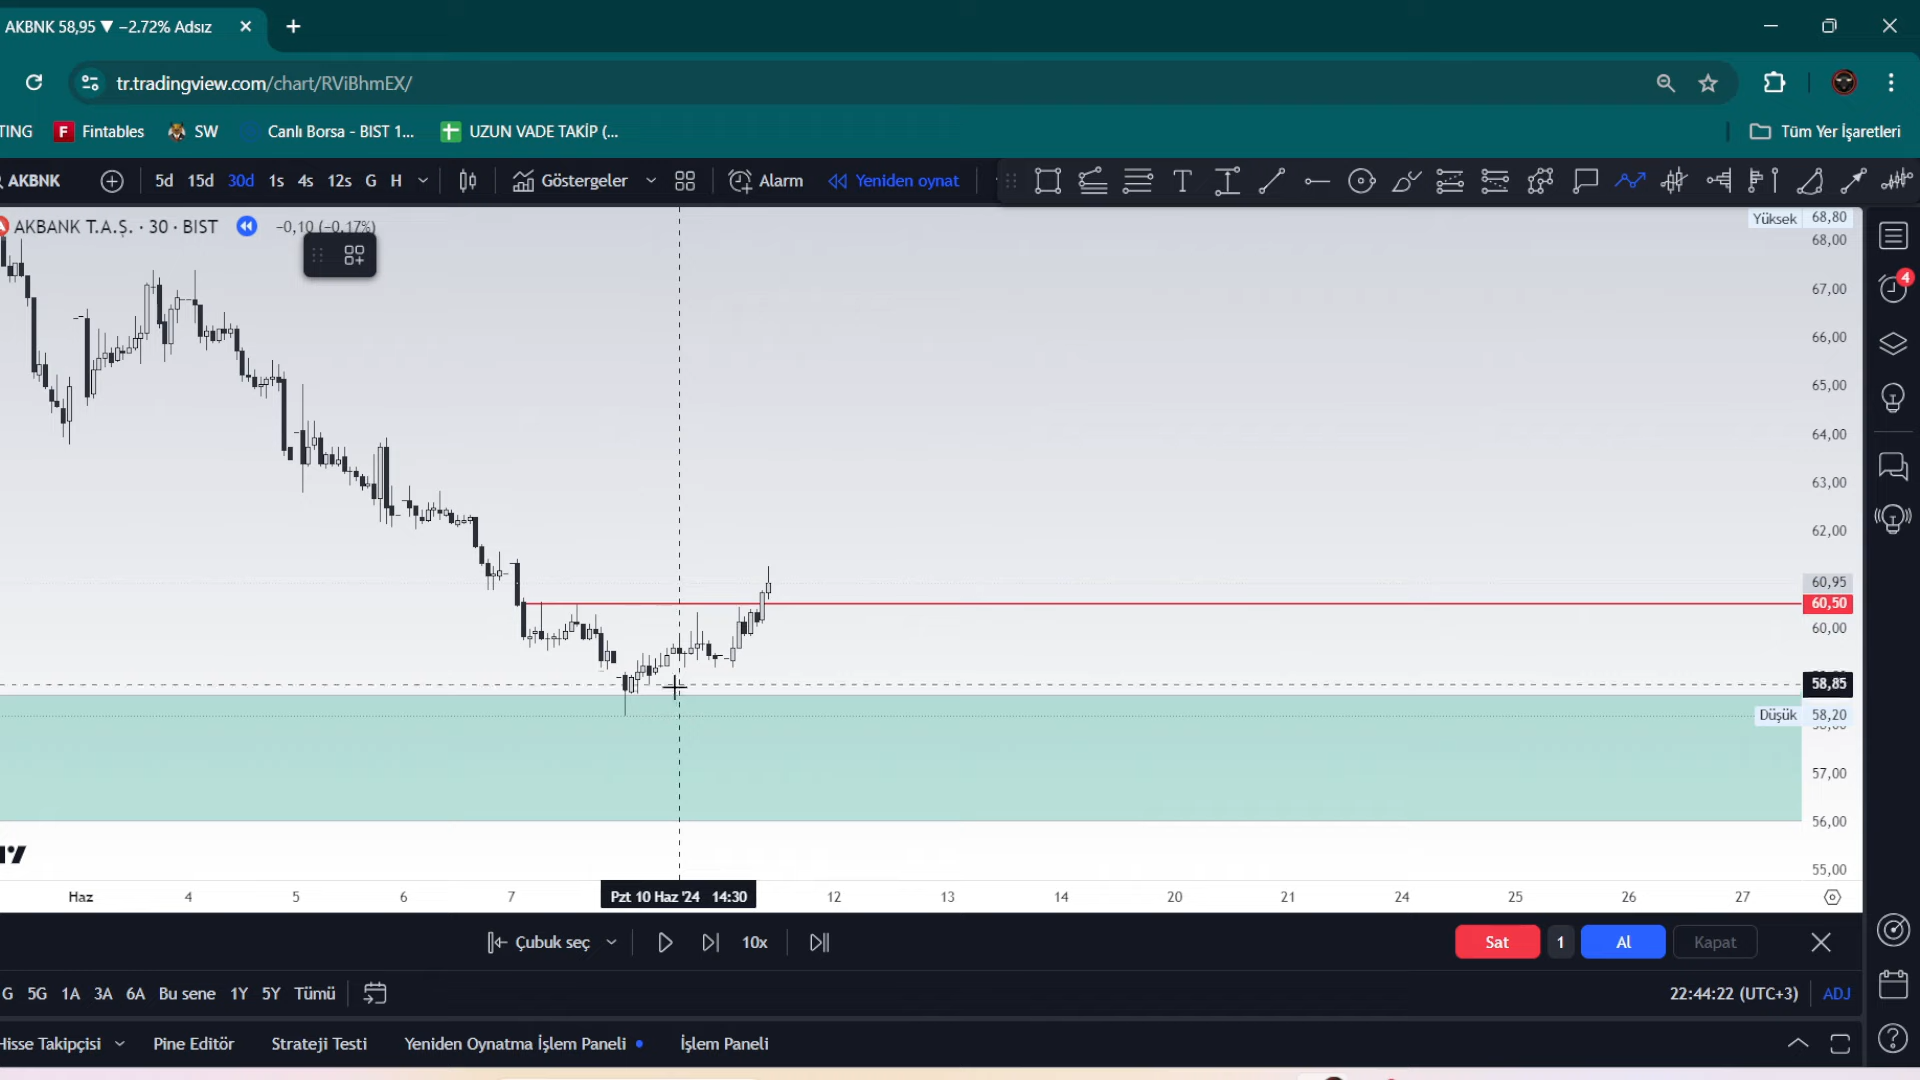 AKBNK 58,95 ▼ −2.72% Adsız
tr.tradingview.com/chart/RViBhmEX/
TING
Fintables
SW
Canlı Borsa - BIST 1...
UZUN VADE TAKİP (...
Tüm Yer İşaretleri
AKBNK
5d 15d 30d 1s 4s 12s G H
Göstergeler
Alarm
Yeniden oynat
AKBANK T.A.Ş. · 30 · BIST
−0,10 (−0,17%)
4
Yüksek 68,80
68,00
67,00
66,00
65,00
64,00
63,00
62,00
60,95
60,50
60,00
58,85
Düşük 58,20
57,00
56,00
55,00
Haz 4 5 6 7 Pzt 10 Haz '24 14:30 12 13 14 20 21 24 25 26 27
Çubuk seç
10x
Sat 1 Al Kapat
G 5G 1A 3A 6A Bu sene 1Y 5Y Tümü
22:44:22 (UTC+3) ADJ
Hisse Takipçisi
Pine Editör
Strateji Testi
Yeniden Oynatma İşlem Paneli
İşlem Paneli